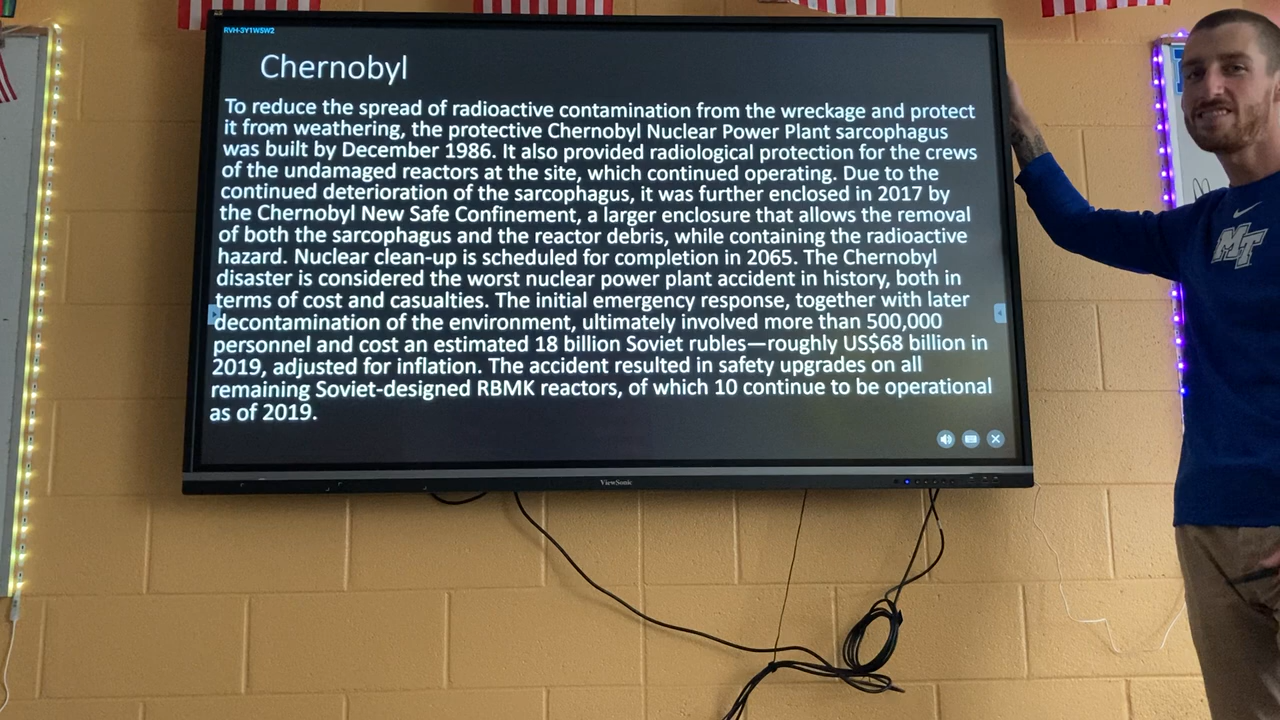 RVH-3Y1W5W2
Chernobyl
To reduce the spread of radioactive contamination from the wreckage and protect
it from weathering, the protective Chernobyl Nuclear Power Plant sarcophagus
was built by December 1986. It also provided radiological protection for the crews
of the undamaged reactors at the site, which continued operating. Due to the
continued deterioration of the sarcophagus, it was further enclosed in 2017 by
the Chernobyl New Safe Confinement, a larger enclosure that allows the removal
of both the sarcophagus and the reactor debris, while containing the radioactive
hazard. Nuclear clean-up is scheduled for completion in 2065. The Chernobyl
disaster is considered the worst nuclear power plant accident in history, both in
terms of cost and casualties. The initial emergency response, together with later
decontamination of the environment, ultimately involved more than 500,000
personnel and cost an estimated 18 billion Soviet rubles—roughly US$68 billion in
2019, adjusted for inflation. The accident resulted in safety upgrades on all
remaining Soviet-designed RBMK reactors, of which 10 continue to be operational
as of 2019.
ViewSonic
MT